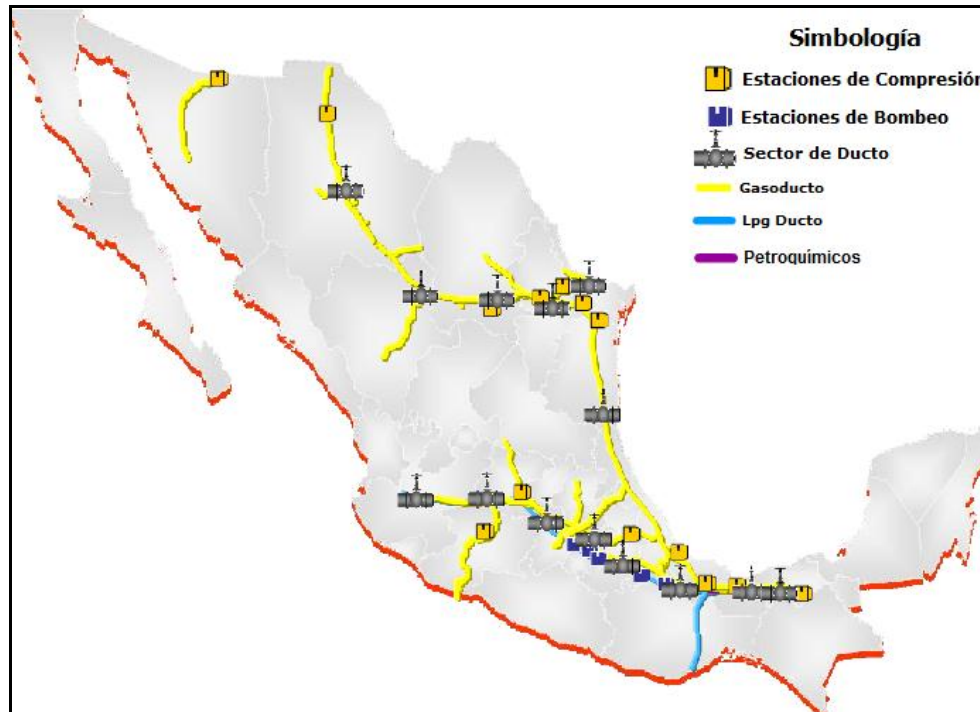 Simbología
Estaciones de Compresión
Estaciones de Bombeo
Sector de Ducto
Gasoducto
Lpg Ducto
Petroquímicos